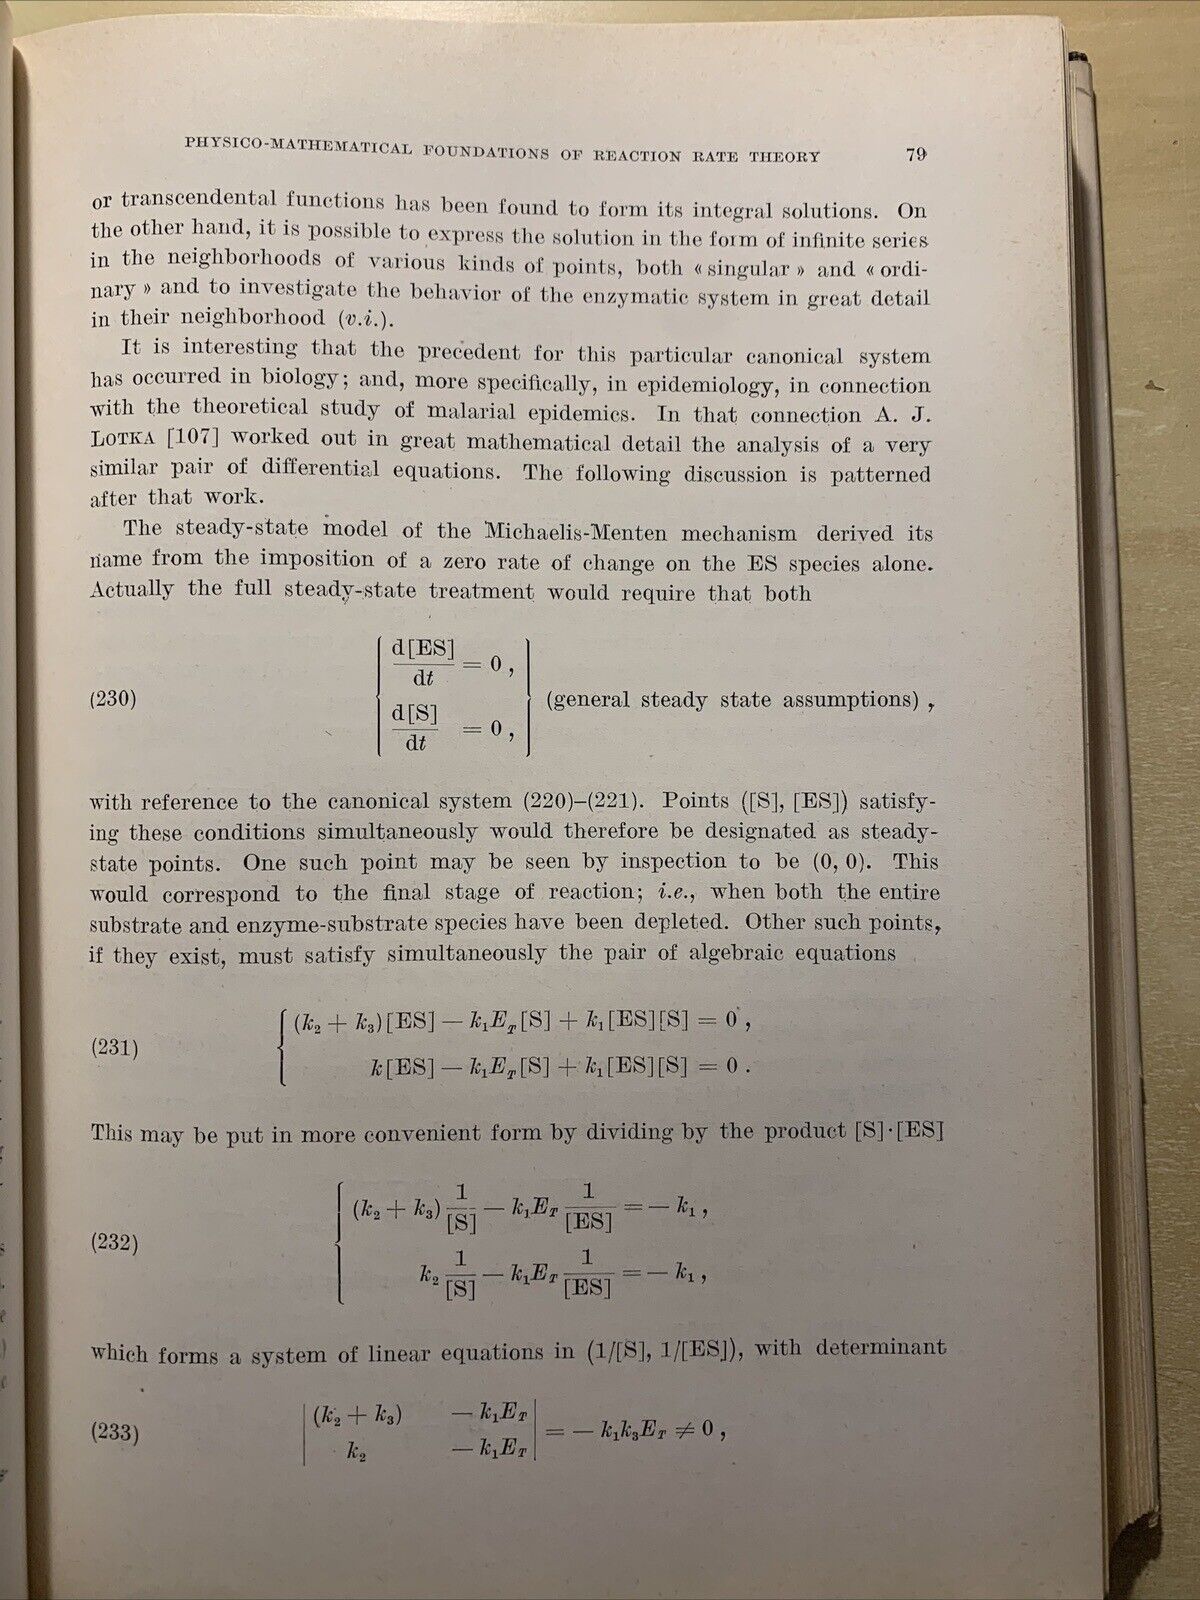 PHYSICO-MATHEMATICAL FOUNDATIONS OF REACTION RATE THEORY 79
or transcendental functions has been found to form its integral solutions. On
the other hand, it is possible to express the solution in the form of infinite series
in the neighborhoods of various kinds of points, both « singular » and « ordi-
nary » and to investigate the behavior of the enzymatic system in great detail
in their neighborhood (v.i.).
It is interesting that the precedent for this particular canonical system
has occurred in biology; and, more specifically, in epidemiology, in connection
with the theoretical study of malarial epidemics. In that connection A. J.
LOTKA [107] worked out in great mathematical detail the analysis of a very
similar pair of differential equations. The following discussion is patterned
after that work.
The steady-state model of the Michaelis-Menten mechanism derived its
name from the imposition of a zero rate of change on the ES species alone.
Actually the full steady-state treatment would require that both
(230) { d[ES]/dt = 0 , d[S]/dt = 0 , } (general steady state assumptions) ,
with reference to the canonical system (220)–(221). Points ([S], [ES]) satisfy-
ing these conditions simultaneously would therefore be designated as steady-
state points. One such point may be seen by inspection to be (0, 0). This
would correspond to the final stage of reaction; i.e., when both the entire
substrate and enzyme-substrate species have been depleted. Other such points,
if they exist, must satisfy simultaneously the pair of algebraic equations
(k₂ + k₃)[ES] — k₁E_T[S] + k₁[ES][S] = 0 ,
(231)
k[ES] — k₁E_T[S] + k₁[ES][S] = 0 .
This may be put in more convenient form by dividing by the product [S]·[ES]
(k₂ + k₃) 1/[S] — k₁E_T 1/[ES] = — k₁ ,
(232)
k₂ 1/[S] — k₁E_T 1/[ES] = — k₁ ,
which forms a system of linear equations in (1/[S], 1/[ES]), with determinant
(233) | (k₂ + k₃) — k₁E_T | = — k₁k₃E_T ≠ 0 ,
| k₂ — k₁E_T |